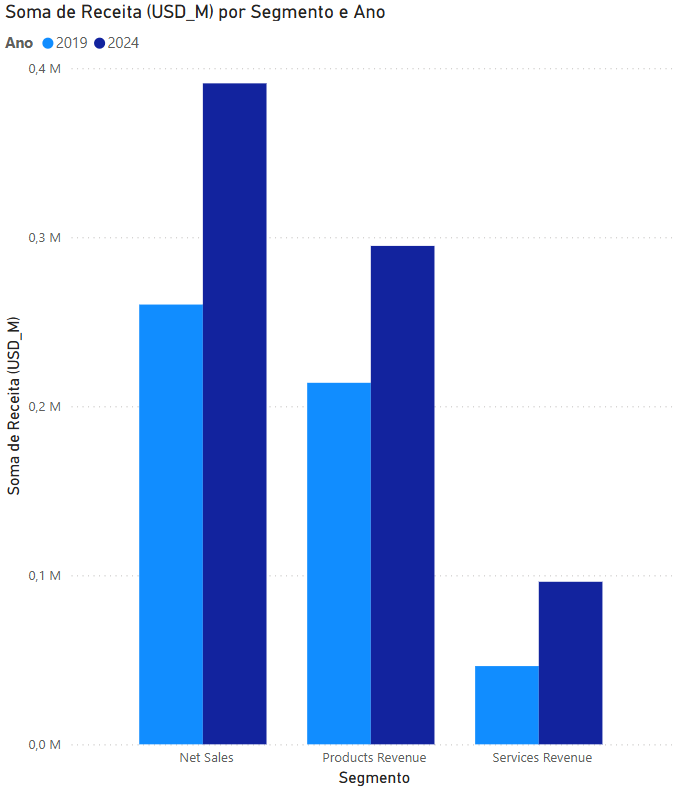 Soma de Receita (USD_M) por Segmento e Ano
Ano 2019 2024
0,4 M
0,3 M
0,2 M
0,1 M
0,0 M
Soma de Receita (USD_M)
Net Sales Products Revenue Services Revenue
Segmento